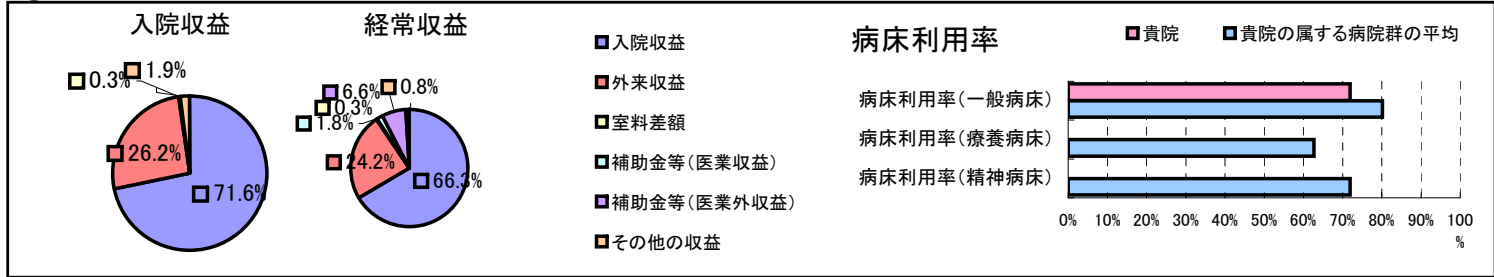 入院収益
0.3%
1.9%
26.2%
71.6%
経常収益
6.6%
0.8%
0.3%
1.8%
24.2%
66.3%
入院収益
外来収益
室料差額
補助金等(医業収益)
補助金等(医業外収益)
その他の収益
病床利用率
貴院
貴院の属する病院群の平均
病床利用率(一般病床)
病床利用率(療養病床)
病床利用率(精神病床)
0% 10% 20% 30% 40% 50% 60% 70% 80% 90% 100
%